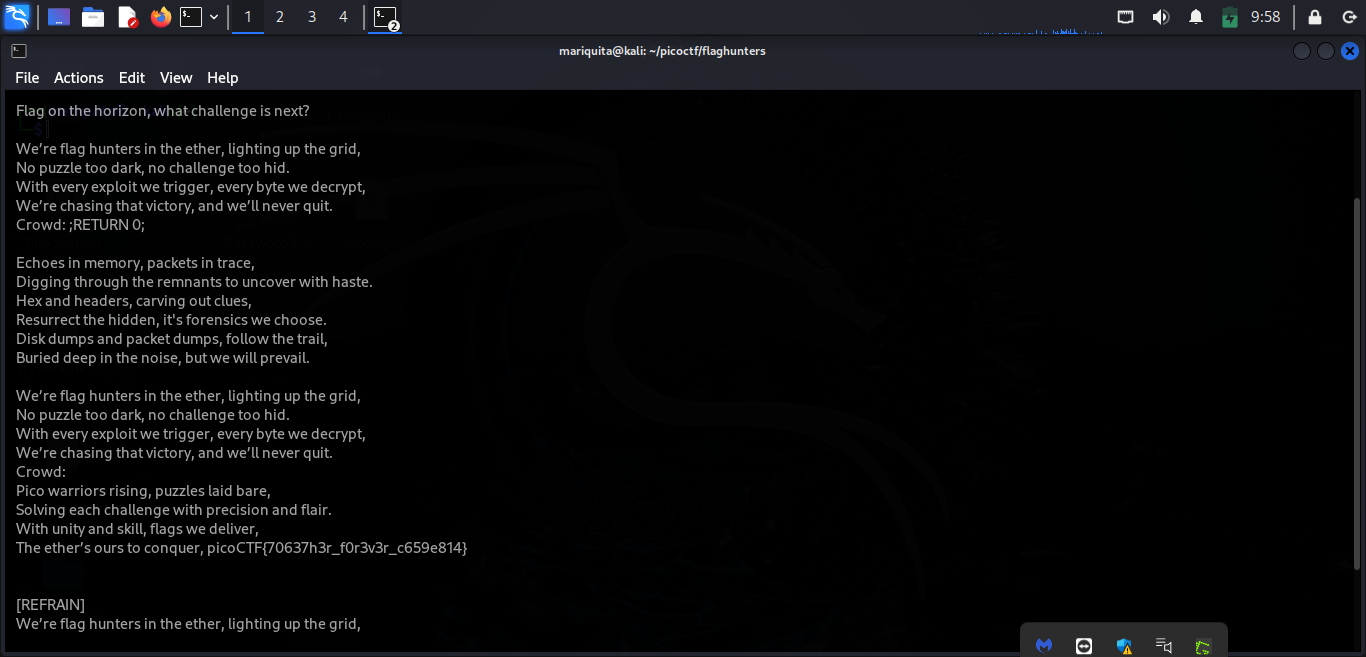 1 2 3 4 2 9:58
mariquita@kali: ~/picoctf/flaghunters
File Actions Edit View Help
Flag on the horizon, what challenge is next?
$
We’re flag hunters in the ether, lighting up the grid,
No puzzle too dark, no challenge too hid.
With every exploit we trigger, every byte we decrypt,
We’re chasing that victory, and we’ll never quit.
Crowd: ;RETURN 0;
Echoes in memory, packets in trace,
Digging through the remnants to uncover with haste.
Hex and headers, carving out clues,
Resurrect the hidden, it's forensics we choose.
Disk dumps and packet dumps, follow the trail,
Buried deep in the noise, but we will prevail.
We’re flag hunters in the ether, lighting up the grid,
No puzzle too dark, no challenge too hid.
With every exploit we trigger, every byte we decrypt,
We’re chasing that victory, and we’ll never quit.
Crowd:
Pico warriors rising, puzzles laid bare,
Solving each challenge with precision and flair.
With unity and skill, flags we deliver,
The ether’s ours to conquer, picoCTF{70637h3r_f0r3v3r_c659e814}
[REFRAIN]
We’re flag hunters in the ether, lighting up the grid,